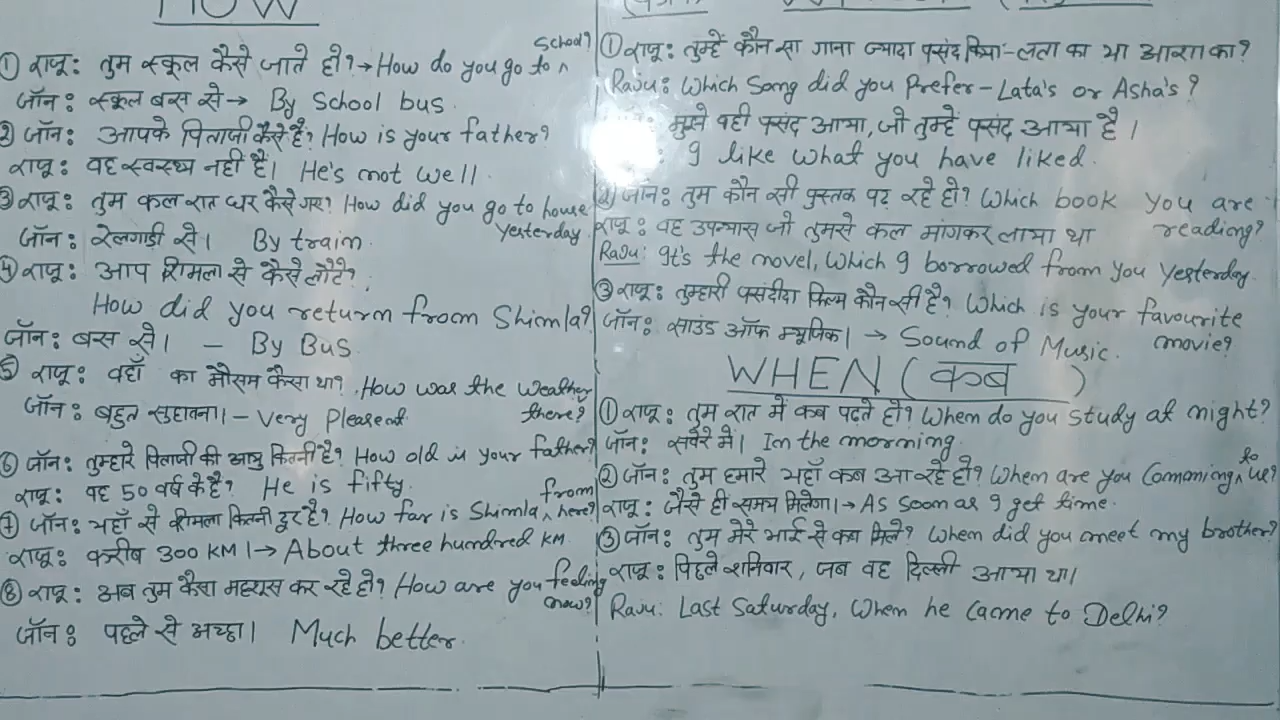 HOW
① राजू: तुम स्कूल कैसे जाते हो? → How do you go to school?
जॉन: स्कूल बस से → By School bus.
② जॉन: आपके पिताजी कैसे है? How is your father?
राजू: वह स्वस्थ्य नही है। He's not well.
③ राजू: तुम कल रात घर कैसे गए? How did you go to house yesterday
जॉन: रेलगाडी से। By train.
④ राजू: आप शिमला से कैसे लौटे?
How did you return from Shimla?
जॉन: बस से। – By Bus.
⑤ राजू: वहाँ का मौसम कैसा था? How was the Weather there?
जॉन: बहुत सुहावना। – Very Pleasent
⑥ जॉन: तुम्हारे पिताजी की आयु कितनी है? How old is your father?
राजू: वह 50 वर्ष के है? He is fifty.
⑦ जॉन: यहाँ से शीमला कितनी दूर है? How far is Shimla from here?
राजू: करीब 300 KM। → About three hundred KM.
⑧ राजू: अब तुम कैसा महसूस कर रहे हो? How are you feeling now?
जॉन: पहले से अच्छा। Much better.
① राजू: तुम्हें कौन सा गाना ज्यादा पसंद किया:- लता का या आशा का?
Raju: Which Song did you Prefer – Lata's or Asha's?
: मुझे वही पसंद आया, जो तुम्हें पसंद आया है।
: I like what you have liked.
② जॉन: तुम कौन सी पुस्तक पढ़ रहे हो? Which book you are reading?
राजू: वह उपन्यास जो तुमसे कल मांगकर लाया था
Raju: It's the novel, Which I borrowed from you yesterday.
③ राजू: तुम्हारी पसंदीदा फिल्म कौन सी है? Which is your favourite movie?
जॉन: साउंड ऑफ म्यूजिक। → Sound of Music.
WHEN (कब)
① राजू: तुम रात में कब पढ़ते हो? When do you study at night?
जॉन: सवेरे में। In the morning.
② जॉन: तुम हमारे यहाँ कब आ रहे हो? When are you Comaning to us?
राजू: जैसे ही समय मिलेगा। → As soon as I get time.
③ जॉन: तुम मेरे भाई से कब मिले? When did you meet my brother?
राजू: पिछले शनिवार, जब वह दिल्ली आया था।
Raju: Last Saturday, When he came to Delhi?